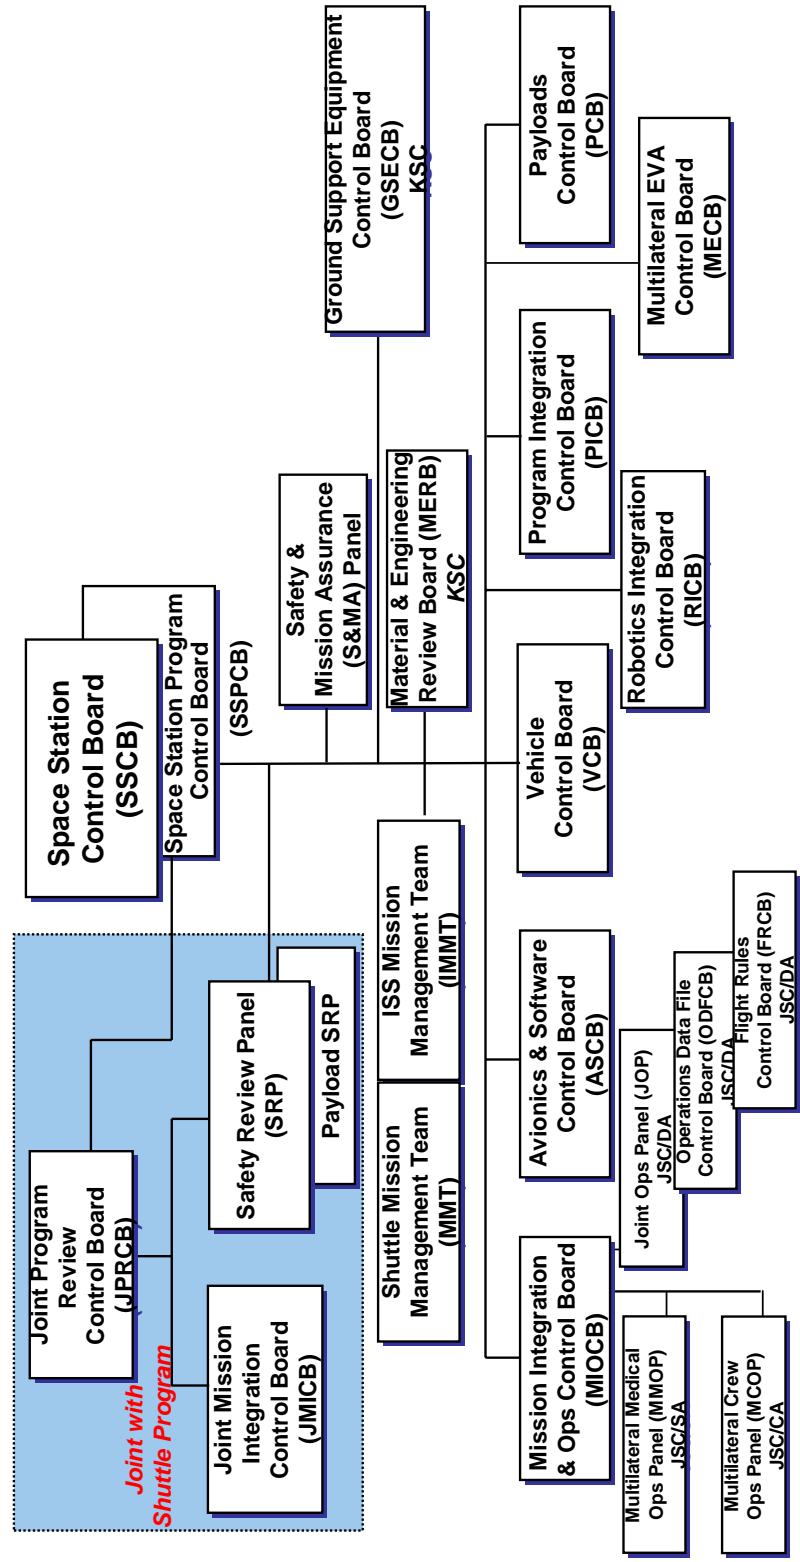 Space Station
Control Board
(SSCB)
Space Station Program
Control Board
(SSPCB)
Joint with
Shuttle Program
Joint Program
Review
Control Board
(JPRCB)
Joint Mission
Integration
Control Board
(JMICB)
Safety Review Panel
(SRP)
Payload SRP
Safety &
Mission Assurance
(S&MA) Panel
Ground Support Equipment
Control Board
(GSECB)
KSC
Shuttle Mission
Management Team
(MMT)
ISS Mission
Management Team
(IMMT)
Material & Engineering
Review Board (MERB)
KSC
Mission Integration
& Ops Control Board
(MIOCB)
Avionics & Software
Control Board
(ASCB)
Vehicle
Control Board
(VCB)
Program Integration
Control Board
(PICB)
Payloads
Control Board
(PCB)
Multilateral Medical
Ops Panel (MMOP)
JSC/SA
Multilateral Crew
Ops Panel (MCOP)
JSC/CA
Joint Ops Panel (JOP)
JSC/DA
Operations Data File
Control Board (ODFCB)
JSC/DA
Flight Rules
Control Board (FRCB)
JSC/DA
Robotics Integration
Control Board
(RICB)
Multilateral EVA
Control Board
(MECB)